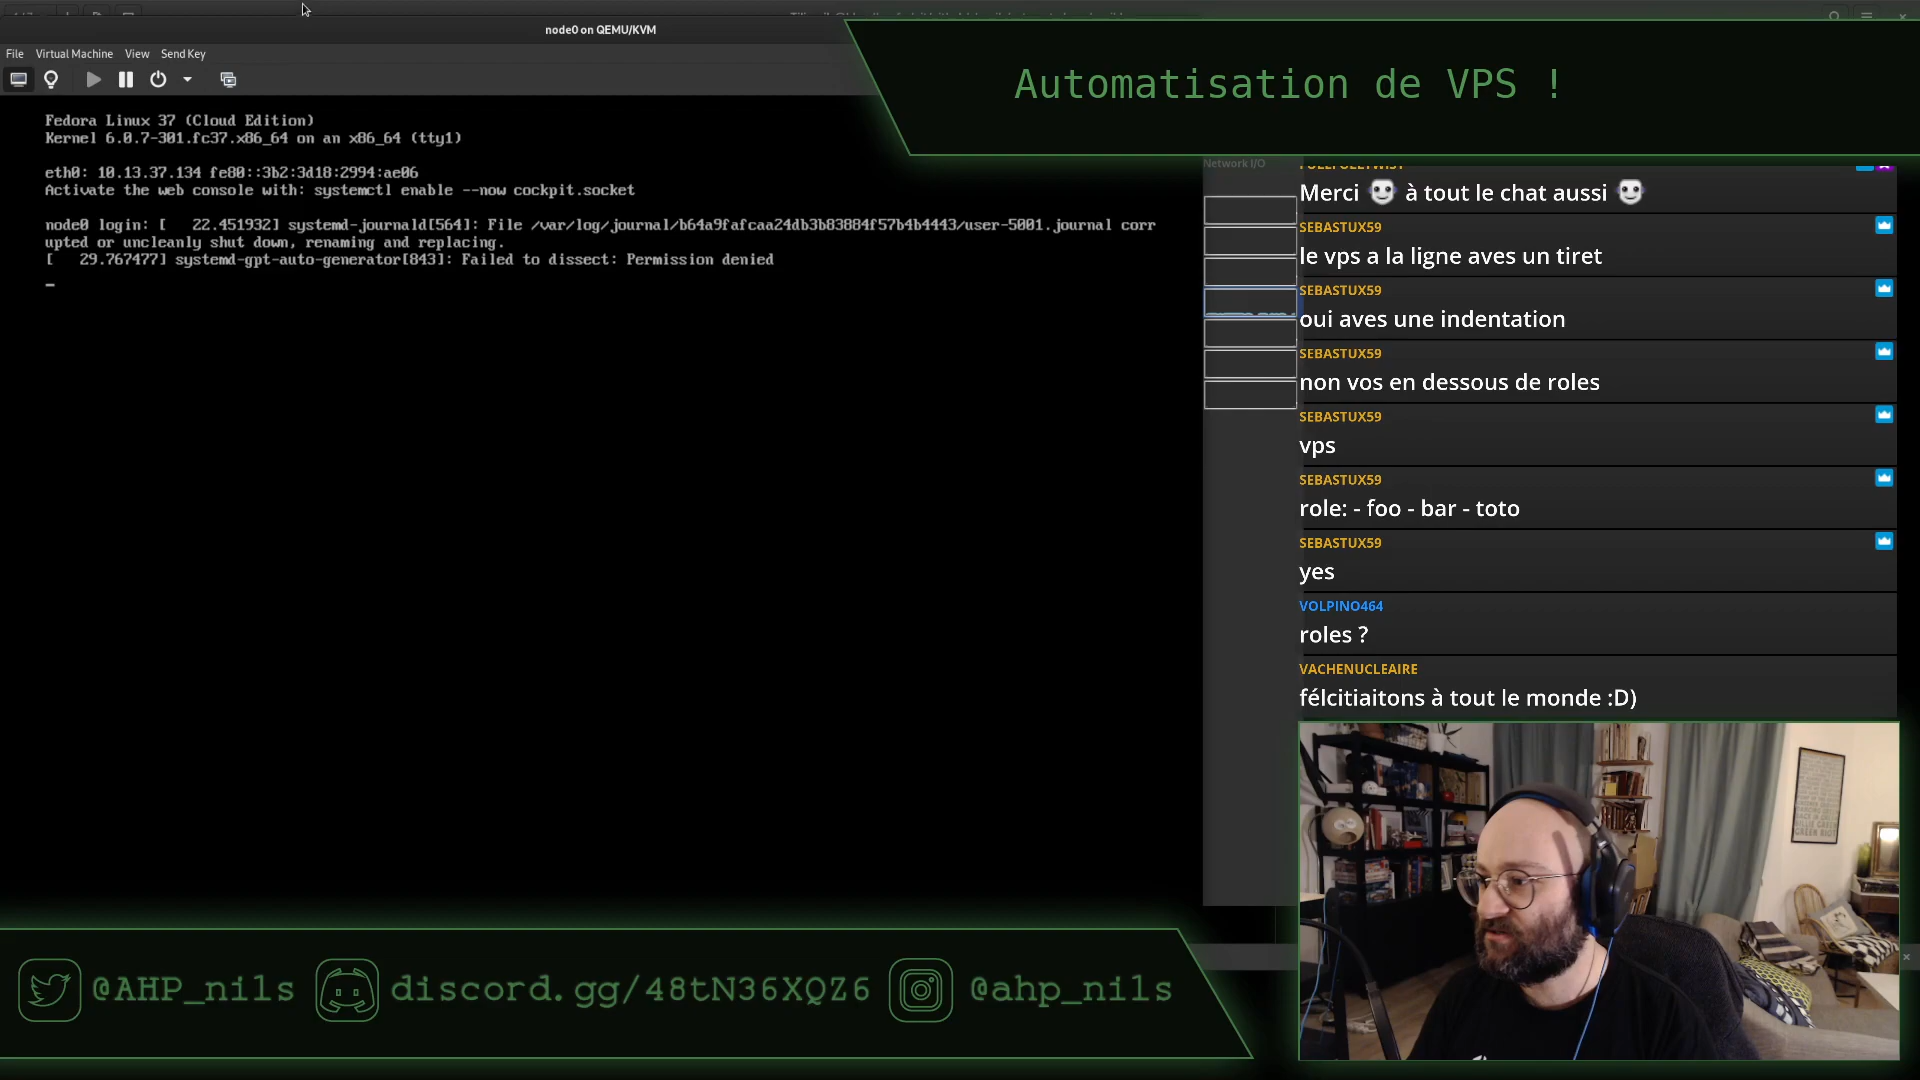 node0 on QEMU/KVM
File Virtual Machine View Send Key
Automatisation de VPS !
Fedora Linux 37 (Cloud Edition)
Kernel 6.0.7-301.fc37.x86_64 on an x86_64 (tty1)
eth0: 10.13.37.134 fe80::3b2:3d18:2994:ae06
Activate the web console with: systemctl enable --now cockpit.socket
node0 login: [   22.451932] systemd-journald[564]: File /var/log/journal/b64a9fafcaa24db3b83884f57b4b4443/user-5001.journal corr
upted or uncleanly shut down, renaming and replacing.
[   29.767477] systemd-gpt-auto-generator[843]: Failed to dissect: Permission denied
Network I/O
Merci à tout le chat aussi
SEBASTUX59
le vps a la ligne aves un tiret
SEBASTUX59
oui aves une indentation
SEBASTUX59
non vos en dessous de roles
SEBASTUX59
vps
SEBASTUX59
role: - foo - bar - toto
SEBASTUX59
yes
VOLPINO464
roles ?
VACHENUCLEAIRE
félcitiaitons à tout le monde :D)
@AHP_nils
discord.gg/48tN36XQZ6
@ahp_nils